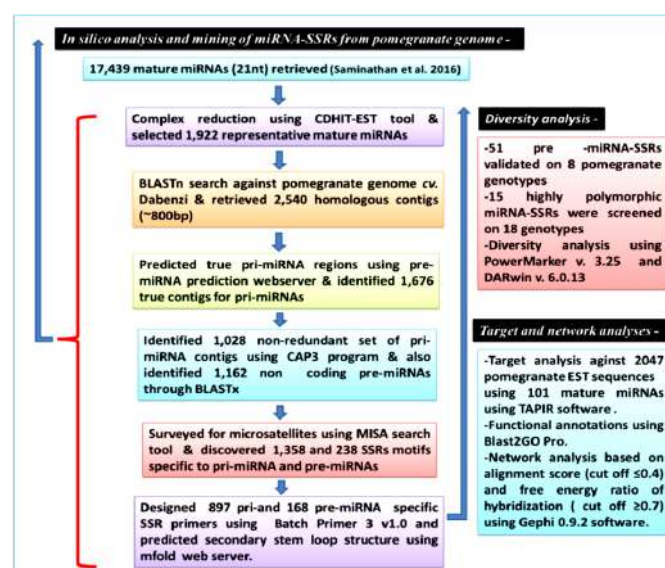 In silico analysis and mining of miRNA-SSRs from pomegranate genome -
17,439 mature miRNAs (21nt) retrieved (Saminathan et al. 2016)
Complex reduction using CDHIT-EST tool &
selected 1,922 representative mature miRNAs
BLASTn search against pomegranate genome cv.
Dabenzi & retrieved 2,540 homologous contigs
(~800bp)
Predicted true pri-miRNA regions using pre-
miRNA prediction webserver & identified 1,676
true contigs for pri-miRNAs
Identified 1,028 non-redundant set of pri-
miRNA contigs using CAP3 program & also
identified 1,162 non coding pre-miRNAs
through BLASTx
Surveyed for microsatellites using MISA search
tool & discovered 1,358 and 238 SSRs motifs
specific to pri-miRNA and pre-miRNAs
Designed 897 pri-and 168 pre-miRNA specific
SSR primers using Batch Primer 3 v1.0 and
predicted secondary stem loop structure using
mfold web server.
Diversity analysis -
-51 pre -miRNA-SSRs
validated on 8 pomegranate
genotypes
-15 highly polymorphic
miRNA-SSRs were screened
on 18 genotypes
-Diversity analysis using
PowerMarker v. 3.25 and
DARwin v. 6.0.13
Target and network analyses -
-Target analysis aginst 2047
pomegranate EST sequences
using 101 mature miRNAs
using TAPIR software .
-Functional annotations using
Blast2GO Pro.
-Network analysis based on
alignment score (cut off ≤0.4)
and free energy ratio of
hybridization ( cut off ≥0.7)
using Gephi 0.9.2 software.